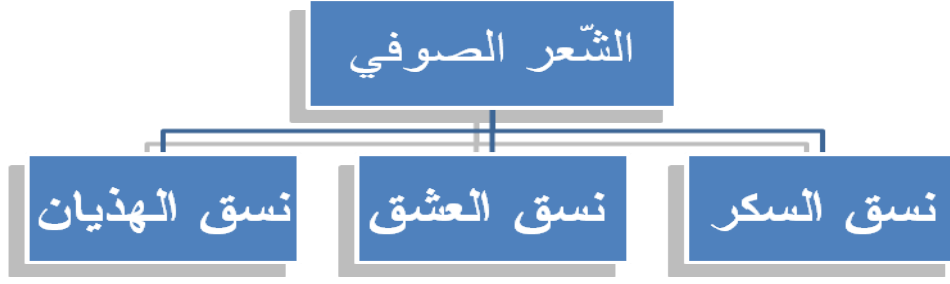 الشّعر الصوفي
نسق السكر
نسق العشق
نسق الهذيان